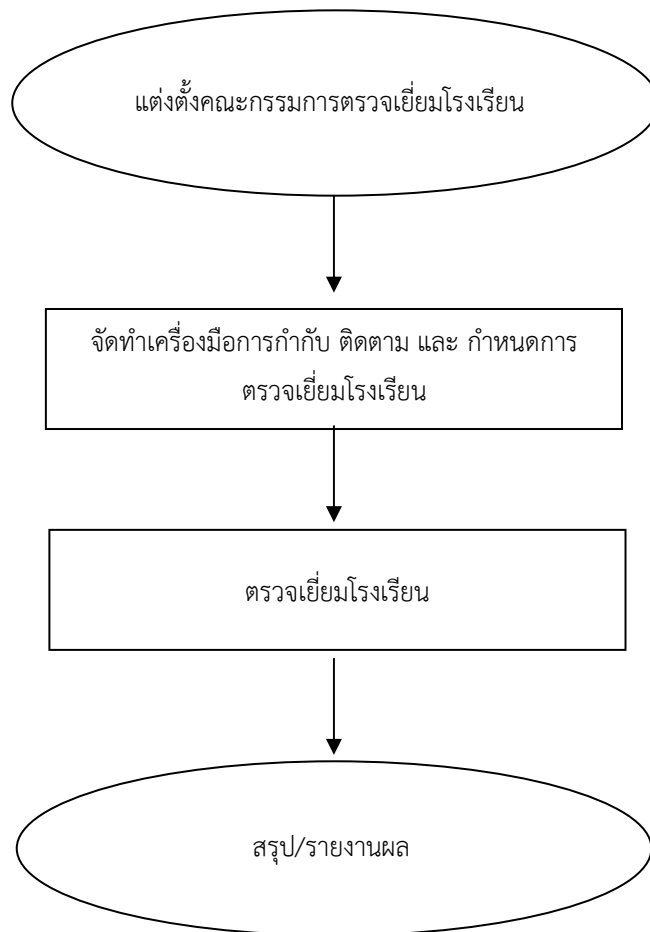 แต่งตั้งคณะกรรมการตรวจเยี่ยมโรงเรียน
จัดทำเครื่องมือการกำกับ ติดตาม และ กำหนดการ
ตรวจเยี่ยมโรงเรียน
ตรวจเยี่ยมโรงเรียน
สรุป/รายงานผล